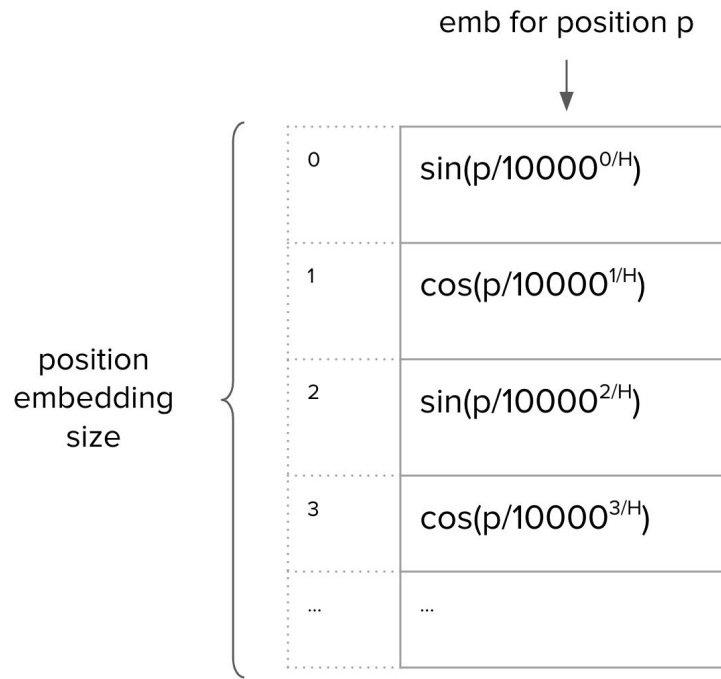 emb for position p
0
sin(p/10000^0/H)
1
cos(p/10000^1/H)
position
embedding
size
2
sin(p/10000^2/H)
3
cos(p/10000^3/H)
...
...